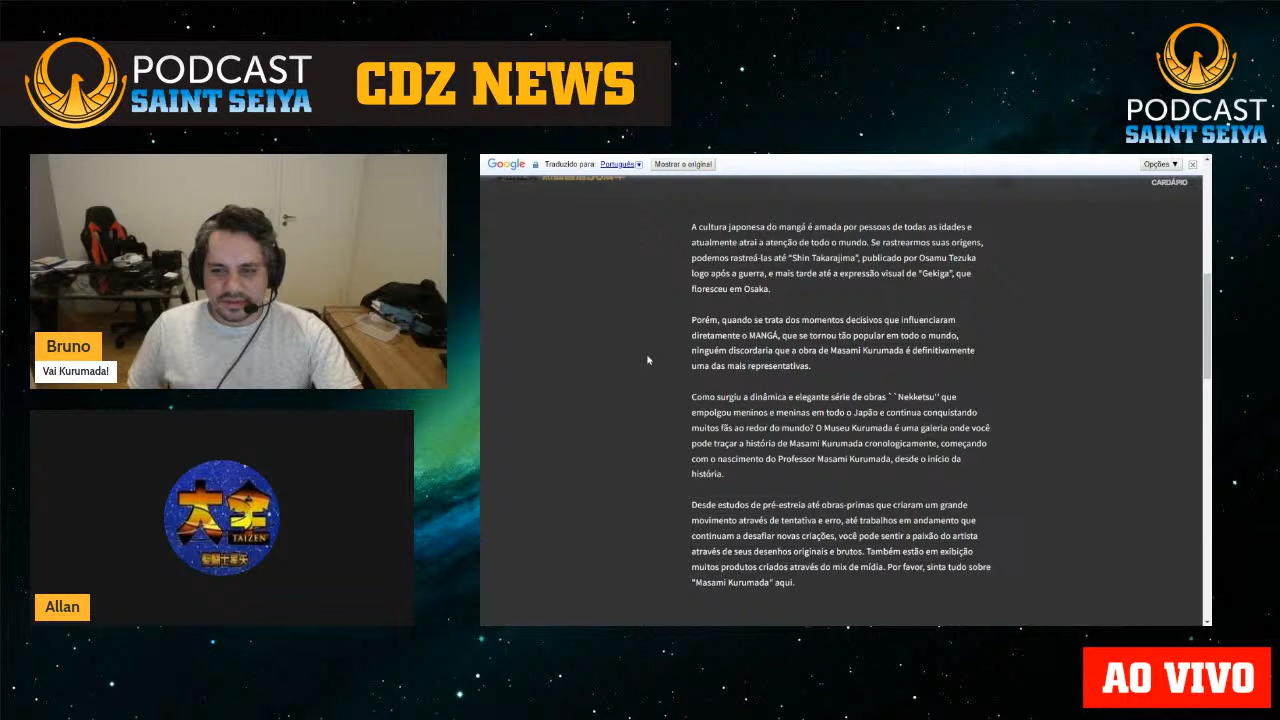 PODCAST
SAINT SEIYA
CDZ NEWS
PODCAST
SAINT SEIYA
Bruno
Vai Kurumada!
大全
TAIZEN
聖闘士星矢
Allan
Google Traduzido para: Português Mostrar o original Opções ▼
CARDÁPIO
A cultura japonesa do mangá é amada por pessoas de todas as idades e
atualmente atrai a atenção de todo o mundo. Se rastrearmos suas origens,
podemos rastreá-las até "Shin Takarajima", publicado por Osamu Tezuka
logo após a guerra, e mais tarde até a expressão visual de "Gekiga", que
floresceu em Osaka.
Porém, quando se trata dos momentos decisivos que influenciaram
diretamente o MANGÁ, que se tornou tão popular em todo o mundo,
ninguém discordaria que a obra de Masami Kurumada é definitivamente
uma das mais representativas.
Como surgiu a dinâmica e elegante série de obras ``Nekketsu'' que
empolgou meninos e meninas em todo o Japão e continua conquistando
muitos fãs ao redor do mundo? O Museu Kurumada é uma galeria onde você
pode traçar a história de Masami Kurumada cronologicamente, começando
com o nascimento do Professor Masami Kurumada, desde o início da
história.
Desde estudos de pré-estreia até obras-primas que criaram um grande
movimento através de tentativa e erro, até trabalhos em andamento que
continuam a desafiar novas criações, você pode sentir a paixão do artista
através de seus desenhos originais e brutos. Também estão em exibição
muitos produtos criados através do mix de mídia. Por favor, sinta tudo sobre
"Masami Kurumada" aqui.
AO VIVO